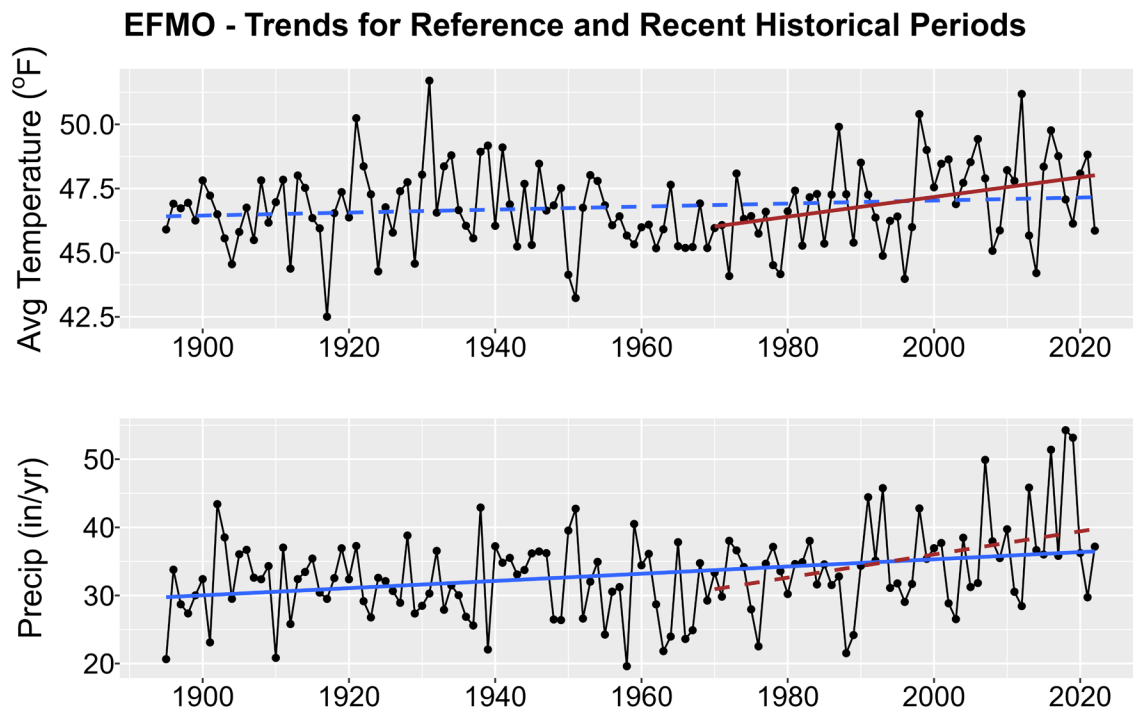 EFMO - Trends for Reference and Recent Historical Periods
Avg Temperature (°F)
50.0
47.5
45.0
42.5
1900 1920 1940 1960 1980 2000 2020
Precip (in/yr)
50
40
30
20
1900 1920 1940 1960 1980 2000 2020